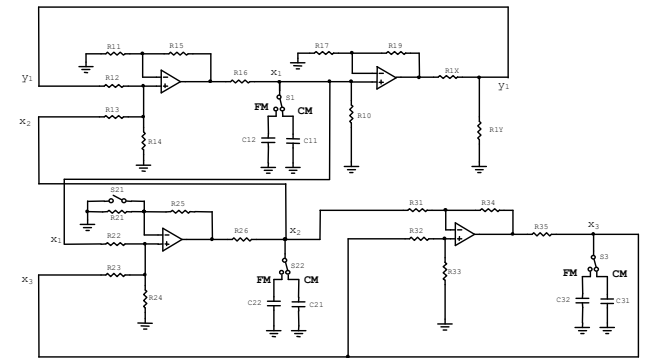 R11 R15 R17 R19
y1 R12 R16 x1 R1X y1
S1
FM CM
x2 R13 R10 R1Y
R14 C12 C11
S21
R21 R25 R31 R34
x1 R22 R26 x2 R32 R35 x3
S22 S3
x3 R23 FM CM R33 FM CM
R24 C22 C21 C32 C31